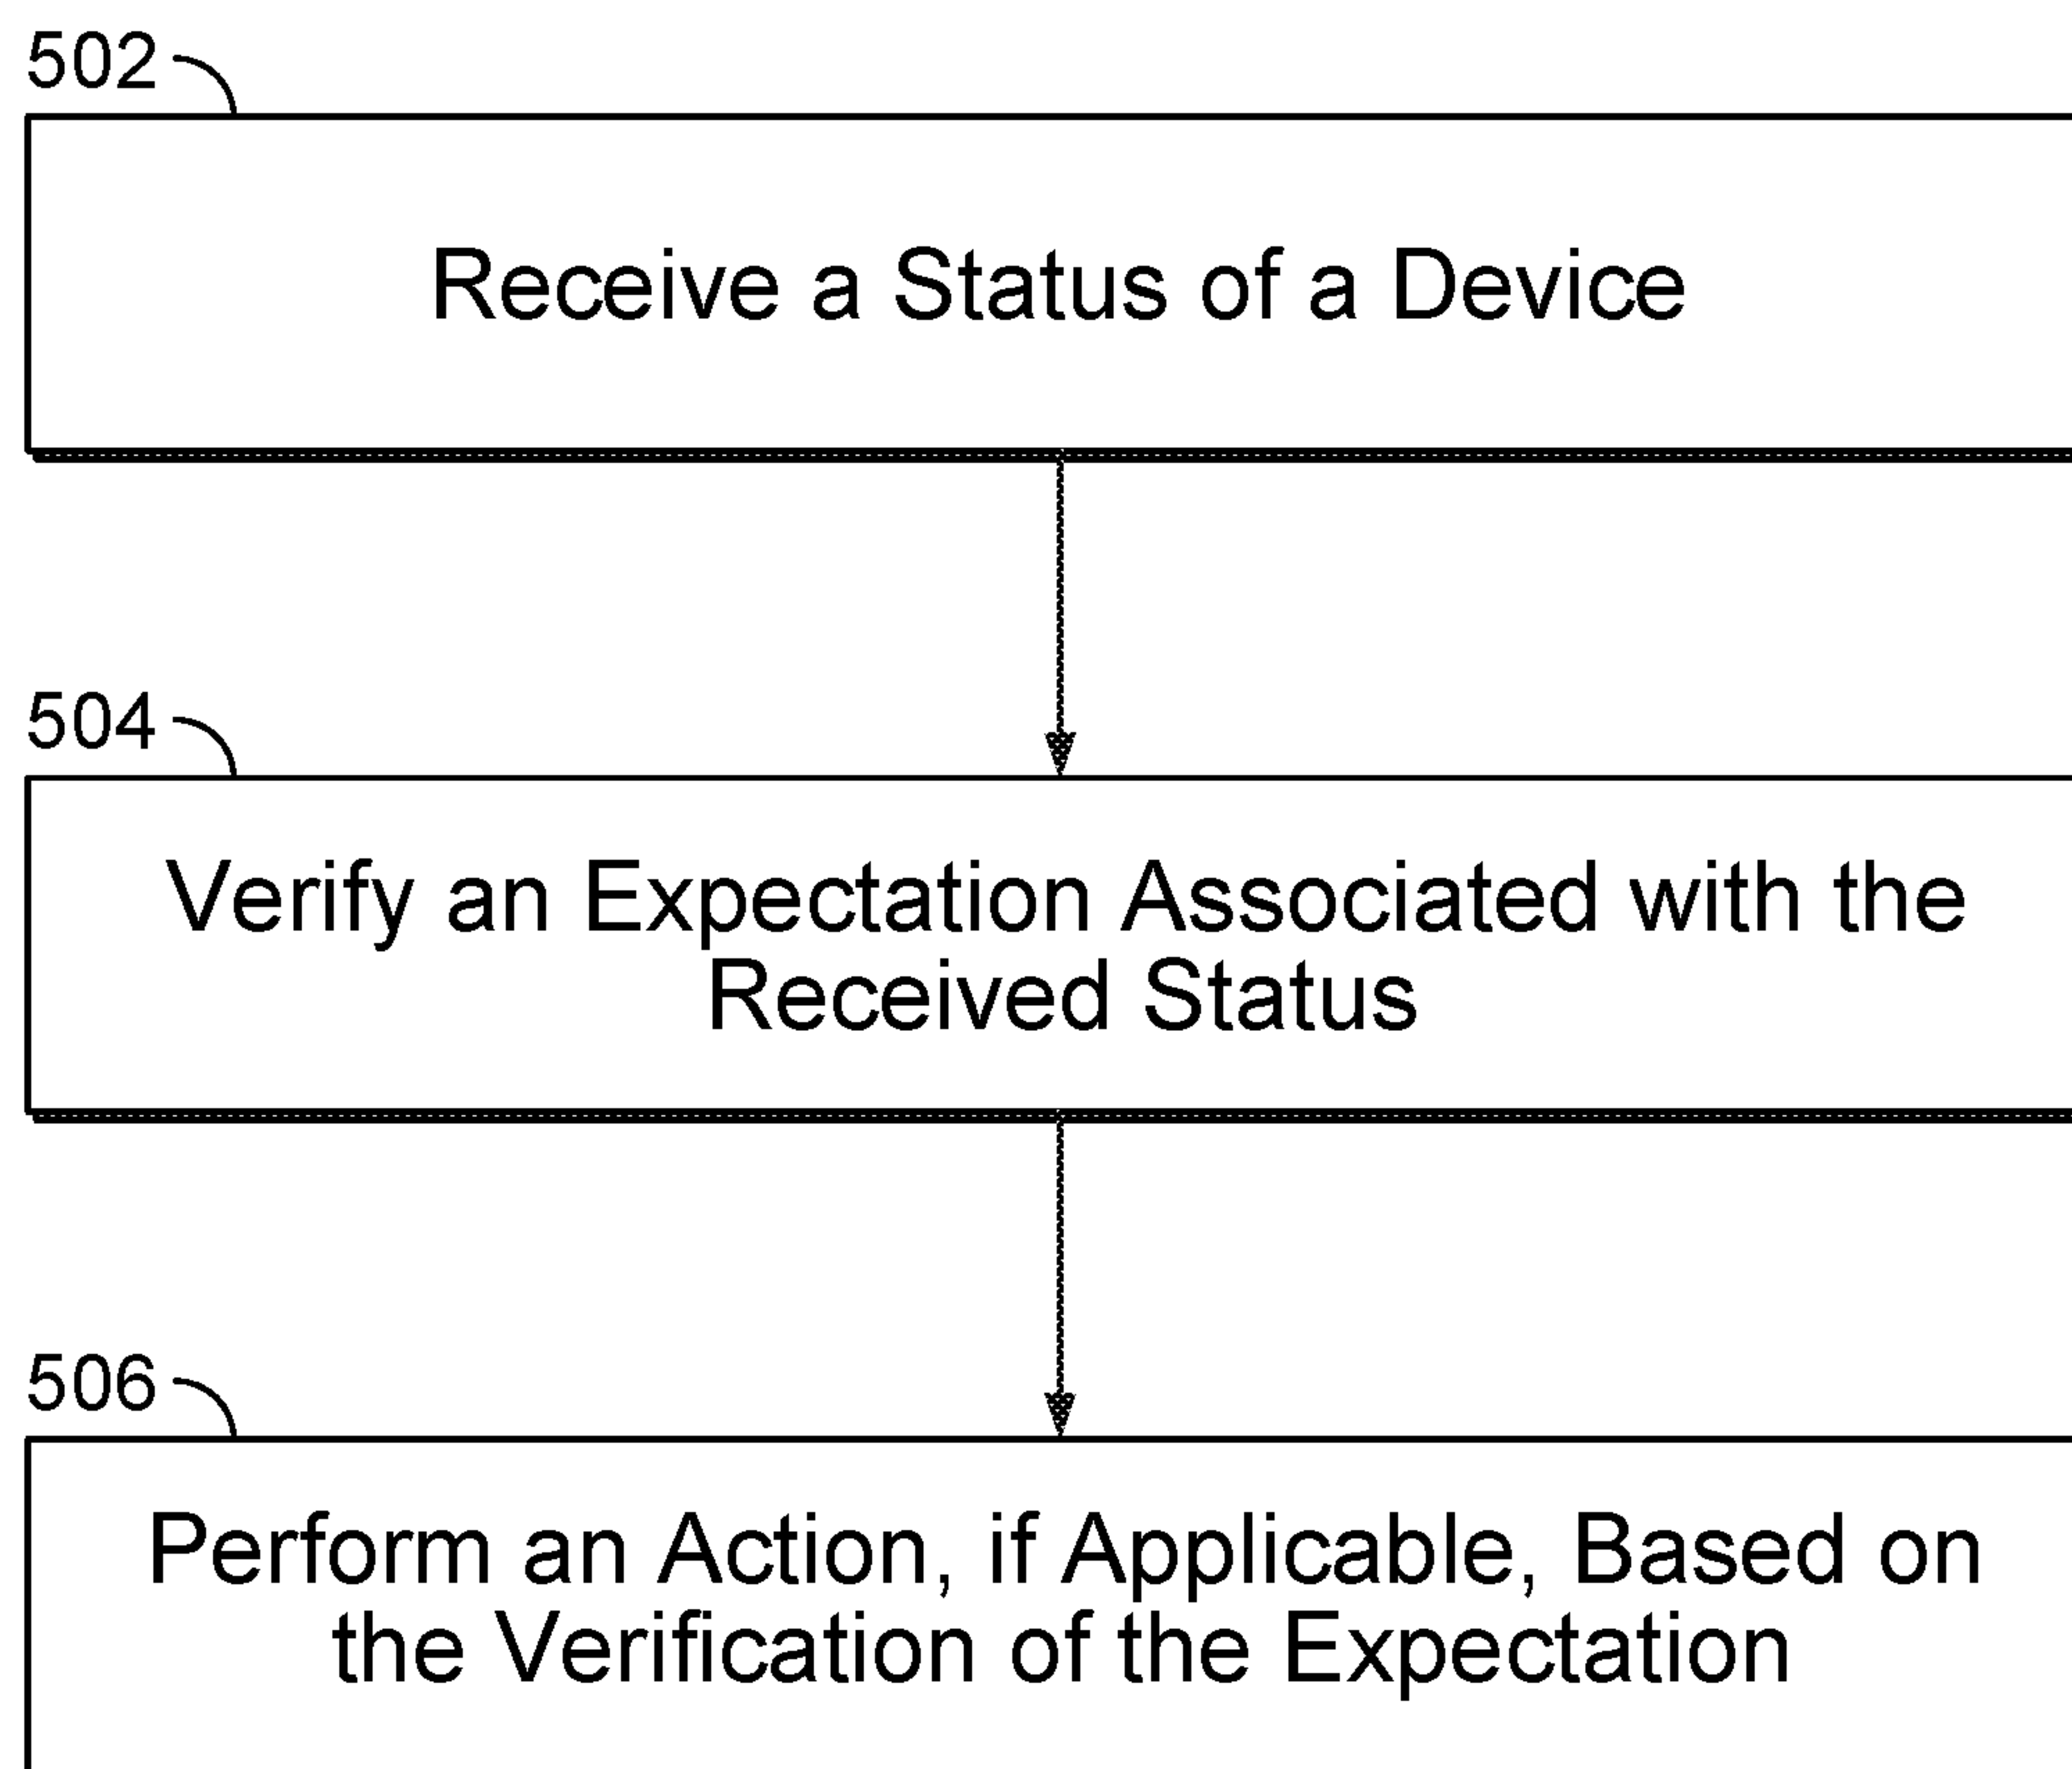 502
Receive a Status of a Device
504
Verify an Expectation Associated with the
Received Status
506
Perform an Action, if Applicable, Based on
the Verification of the Expectation